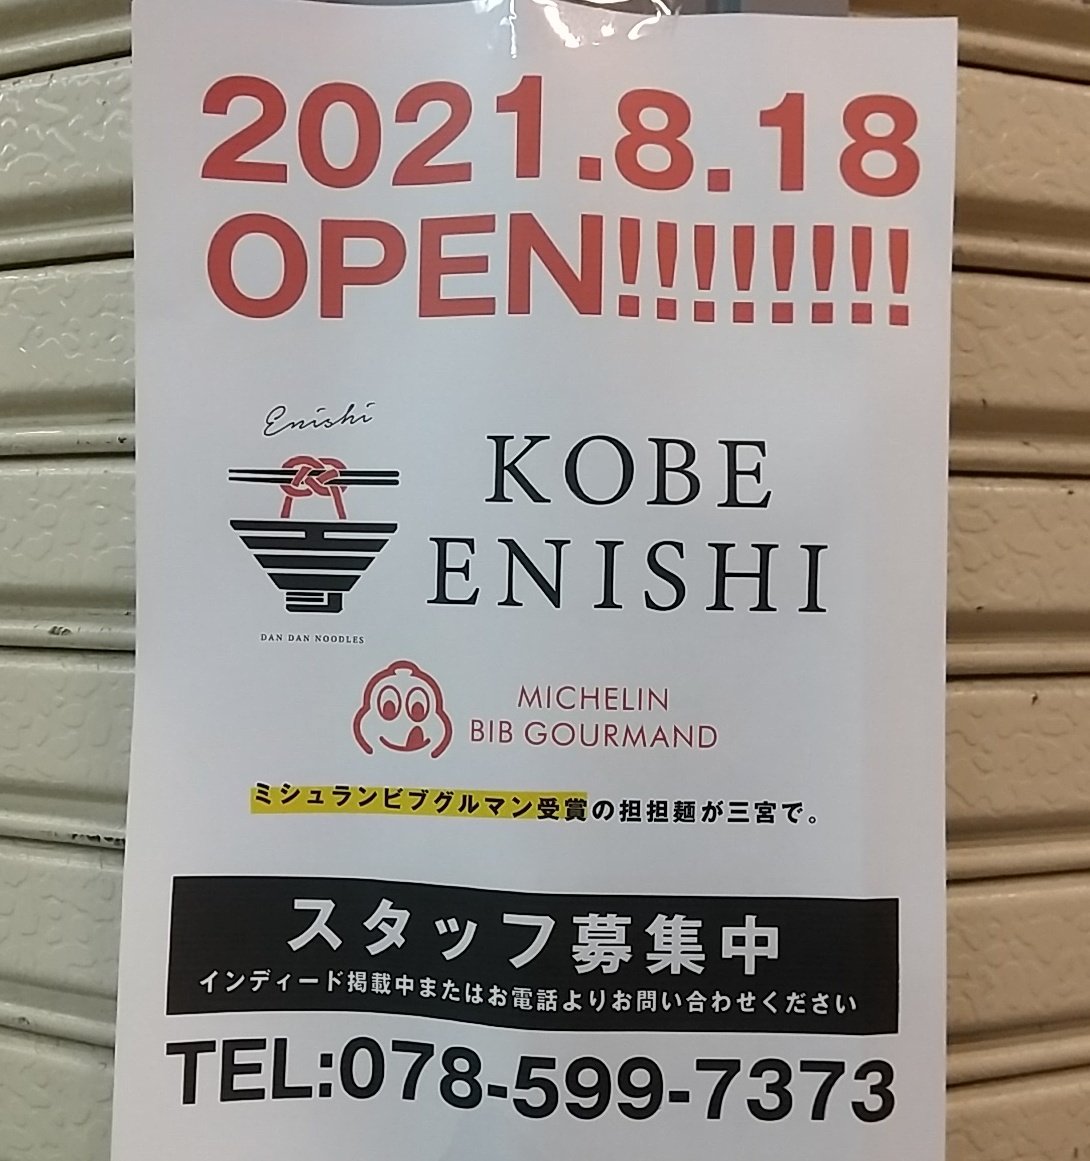 2021.8.18
OPEN!!!!!!!!
Enishi
KOBE
ENISHI
DAN DAN NOODLES
MICHELIN
BIB GOURMAND
ミシュランビブグルマン受賞の担担麺が三宮で。
スタッフ募集中
インディード掲載中またはお電話よりお問い合わせください
TEL:078-599-7373